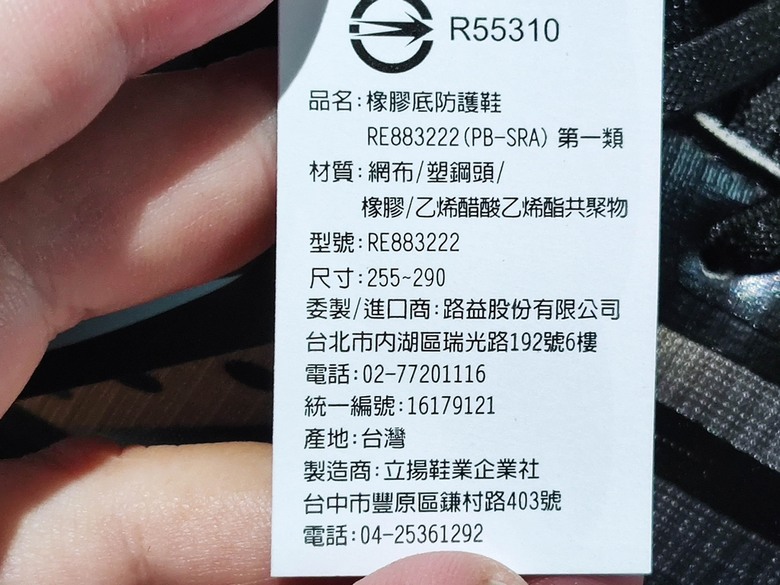 R55310
品名:橡膠底防護鞋
RE883222(PB-SRA) 第一類
材質:網布/塑鋼頭/
橡膠/乙烯醋酸乙烯酯共聚物
型號:RE883222
尺寸:255~290
委製/進口商:路益股份有限公司
台北市內湖區瑞光路192號6樓
電話:02-77201116
統一編號:16179121
產地:台灣
製造商:立揚鞋業企業社
台中市豐原區鎌村路403號
電話:04-25361292